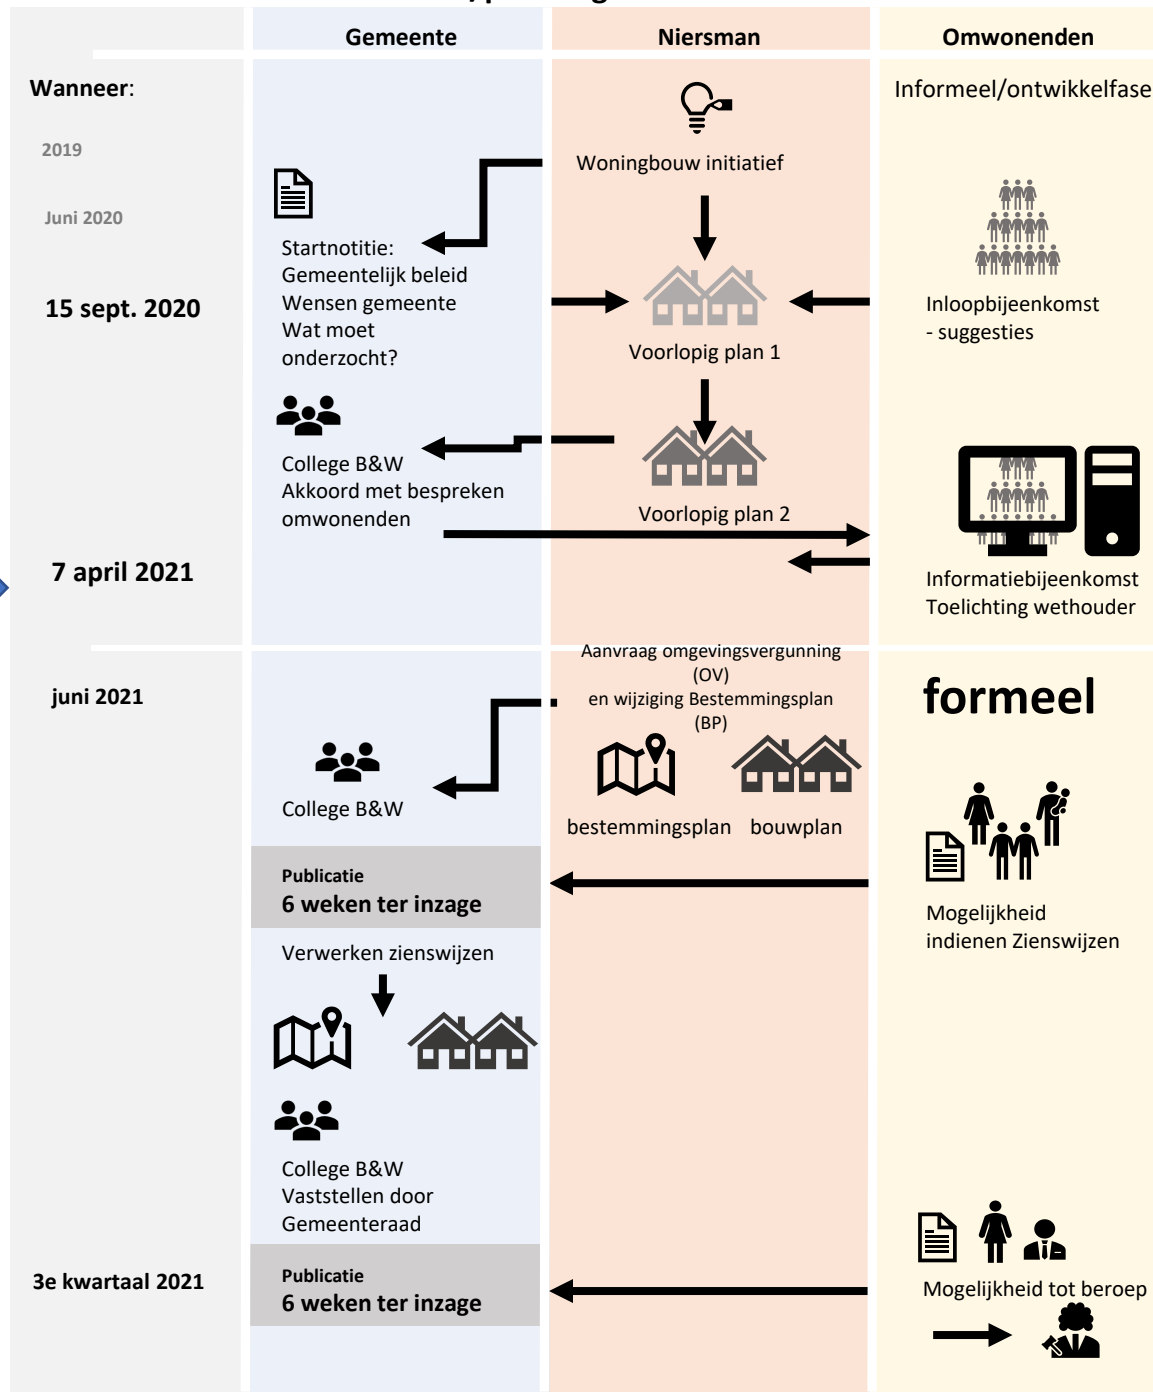 Gemeente
Niersman
Omwonenden
Wanneer:
Informeel/ontwikkelfase
2019
Woningbouw initiatief
Juni 2020
Startnotitie:
Gemeentelijk beleid
Wensen gemeente
Wat moet
onderzocht?
15 sept. 2020
Voorlopig plan 1
Inloopbijeenkomst
- suggesties
College B&W
Akkoord met bespreken
omwonenden
Voorlopig plan 2
7 april 2021
Informatiebijeenkomst
Toelichting wethouder
juni 2021
Aanvraag omgevingsvergunning
(OV)
en wijziging Bestemmingsplan
(BP)
formeel
College B&W
bestemmingsplan
bouwplan
Publicatie
6 weken ter inzage
Mogelijkheid
indienen Zienswijzen
Verwerken zienswijzen
College B&W
Vaststellen door
Gemeenteraad
3e kwartaal 2021
Publicatie
6 weken ter inzage
Mogelijkheid tot beroep